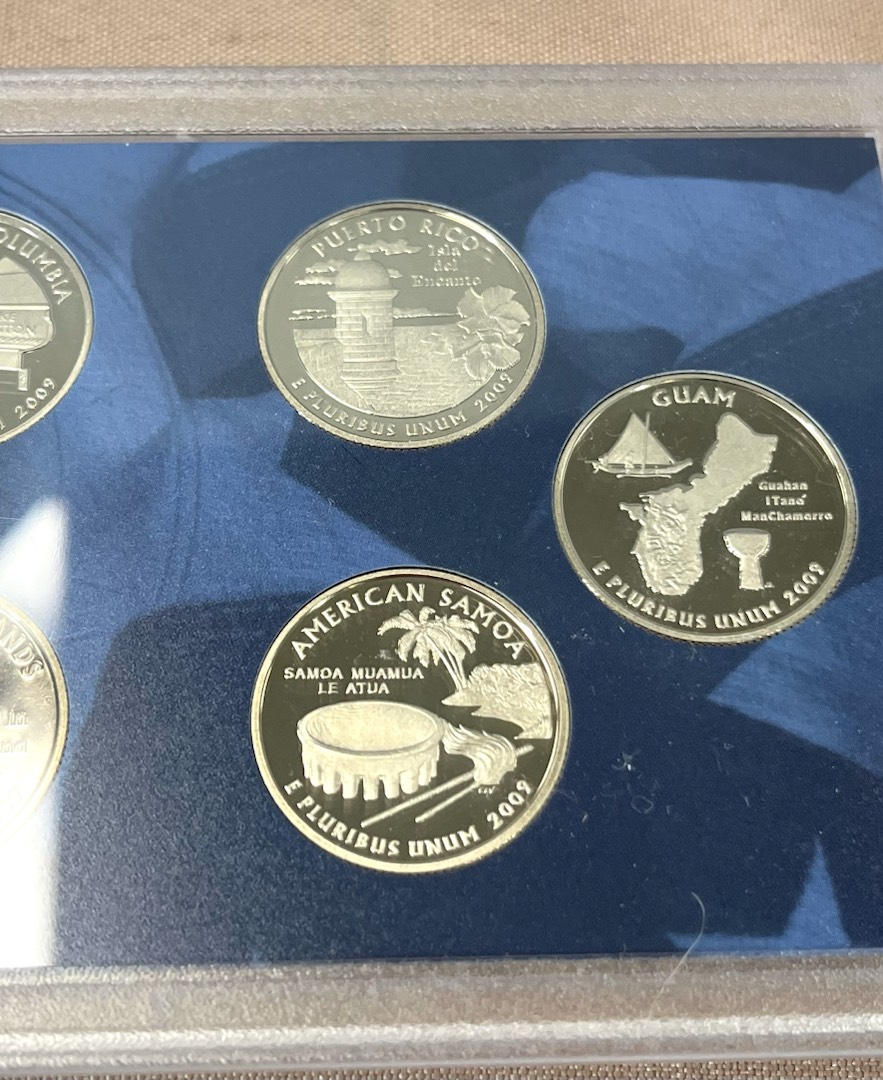 COLUMBIA
2009
PUERTO RICO
Isla
del
Encanto
E PLURIBUS UNUM 2009
GUAM
Guahan
I Tanó
ManChamorro
E PLURIBUS UNUM 2009
AMERICAN SAMOA
SAMOA MUAMUA
LE ATUA
E PLURIBUS UNUM 2009